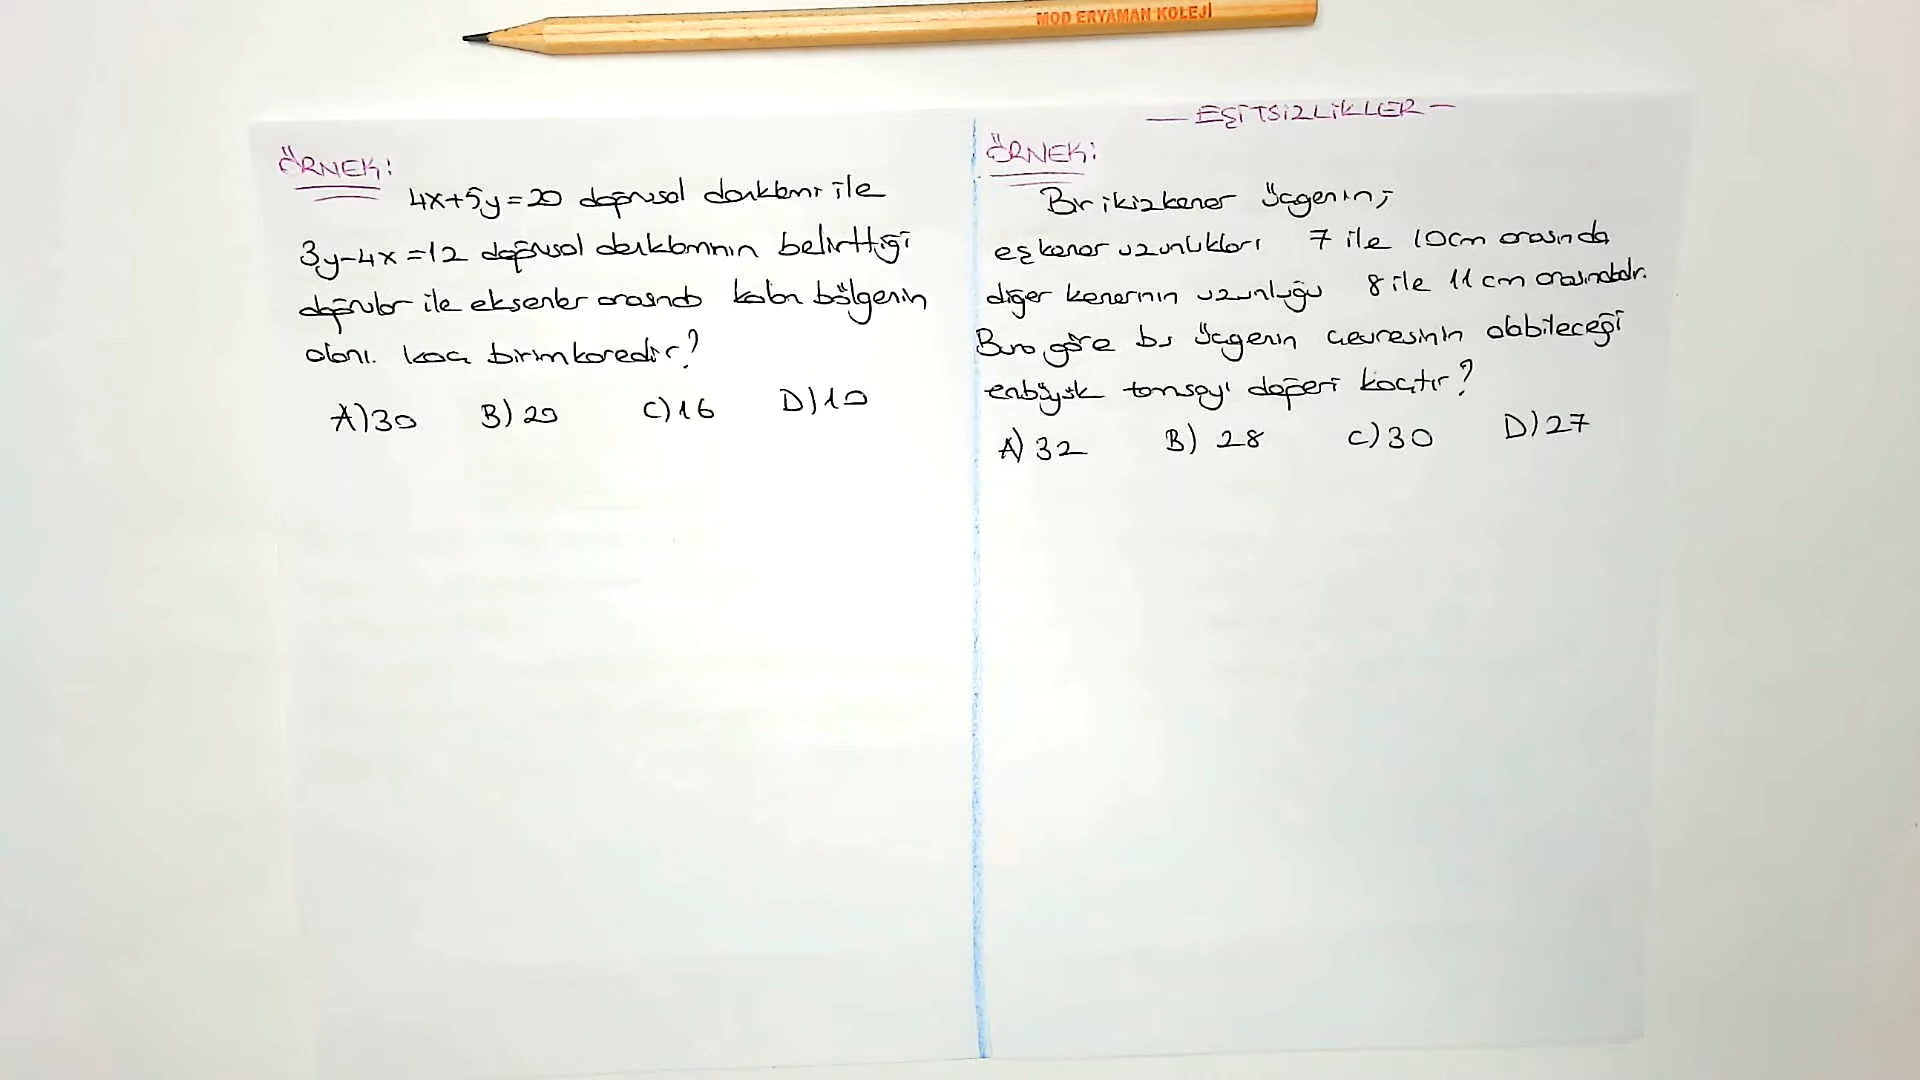 MOD ERYAMAN KOLEJİ
ÖRNEK:
4x+5y=20 doğrusal denklemi ile
3y-4x=12 doğrusal denkleminin belirttiği
doğrular ile eksenler arasında kalan bölgenin
alanı kaç birimkaredir?
A)30 B)20 C)16 D)10
- EŞİTSİZLİKLER -
ÖRNEK:
Bir ikizkenar üçgenin;
eş kenar uzunlukları 7 ile 10cm arasında
diğer kenarının uzunluğu 8 ile 11 cm arasındadır.
Buna göre bu üçgenin çevresinin alabileceği
enbüyük tamsayı değeri kaçtır?
A) 32 B) 28 C) 30 D) 27